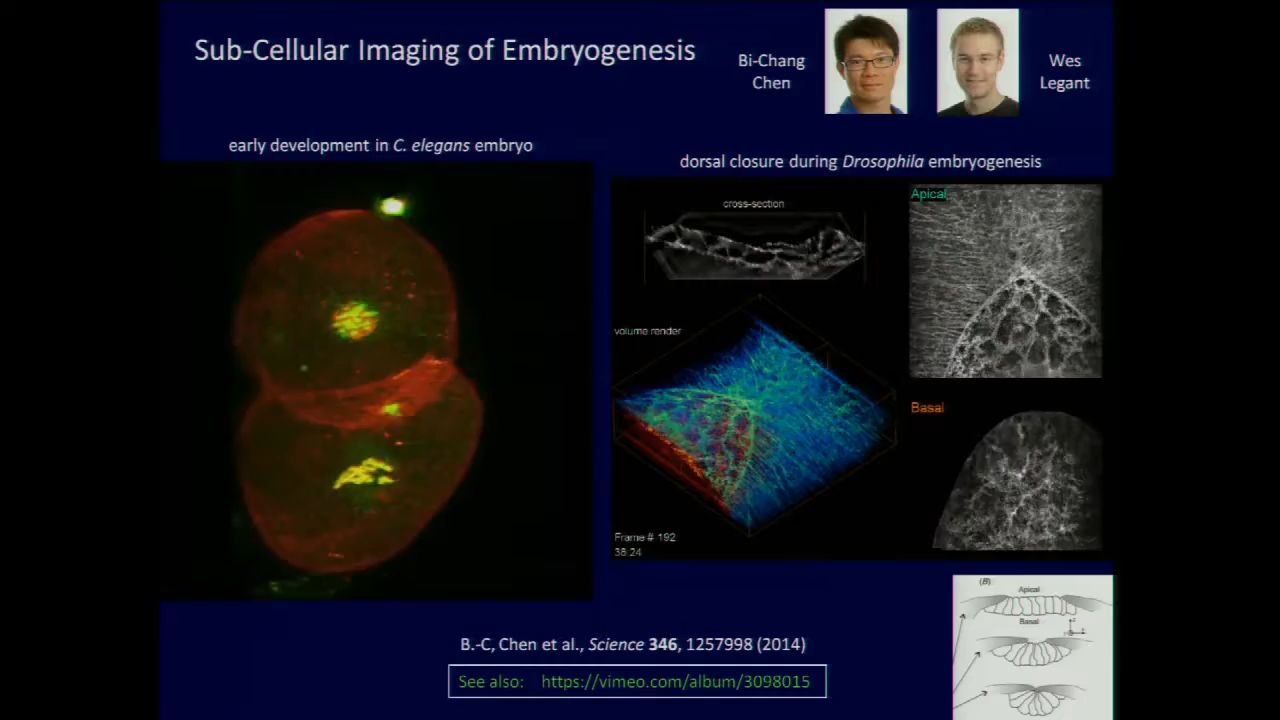 Sub-Cellular Imaging of Embryogenesis
Bi-Chang
Chen
Wes
Legant
early development in C. elegans embryo
dorsal closure during Drosophila embryogenesis
cross-section
Apical
volume render
Basal
Frame # 192
38:24
(B)
Apical
Basal
B.-C, Chen et al., Science 346, 1257998 (2014)
See also: https://vimeo.com/album/3098015